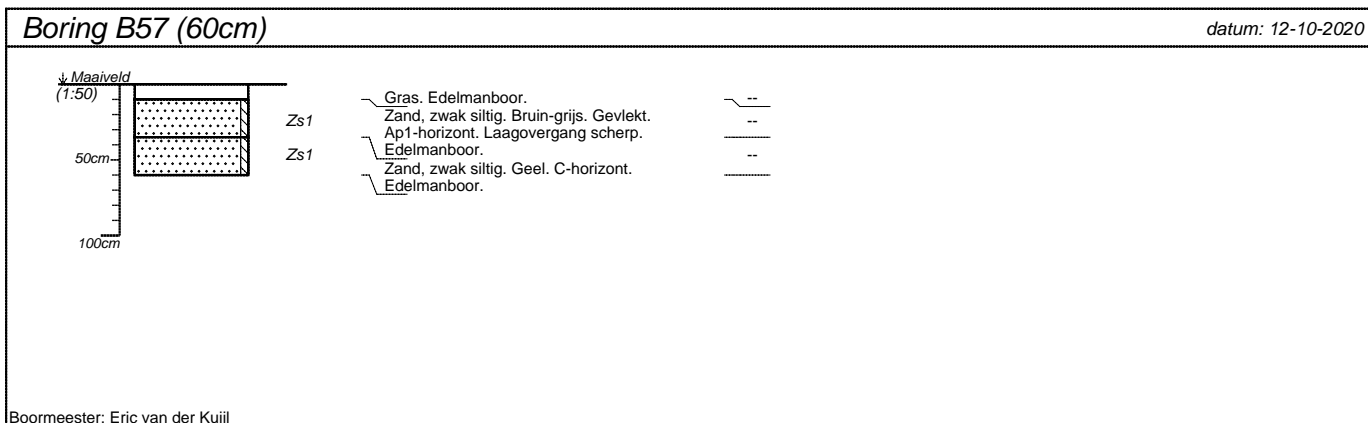 Boring B57 (60cm)
datum: 12-10-2020
Maaiveld
(1:50)
50cm
100cm
Zs1
Zs1
Gras. Edelmanboor.
--
Zand, zwak siltig. Bruin-grijs. Gevlekt.
--
Ap1-horizont. Laagovergang scherp.
Edelmanboor.
--
Zand, zwak siltig. Geel. C-horizont.
Edelmanboor.
Boormeester: Eric van der Kuijl